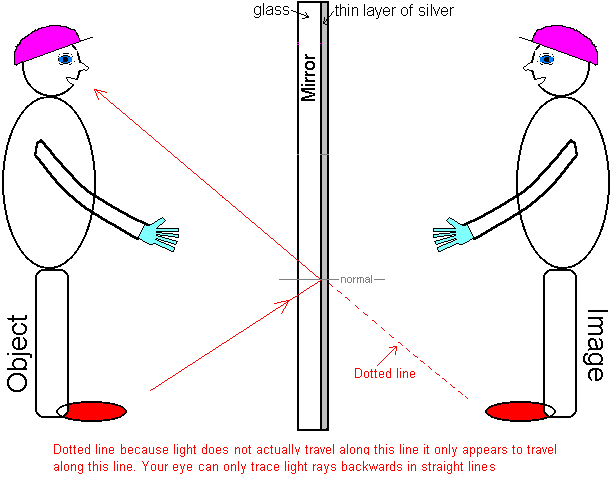 glass
thin layer of silver
Mirror
normal
Object
Image
Dotted line
Dotted line because light does not actually travel along this line it only appears to travel
along this line. Your eye can only trace light rays backwards in straight lines